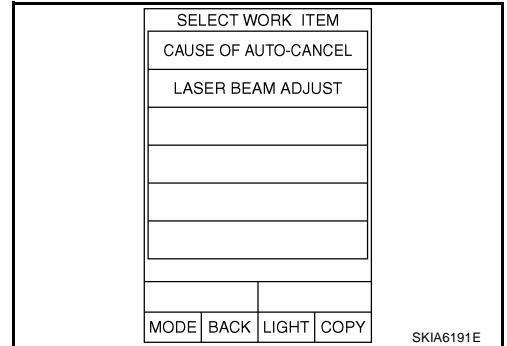 SELECT WORK ITEM
CAUSE OF AUTO-CANCEL
LASER BEAM ADJUST
MODE BACK LIGHT COPY
SKIA6191E